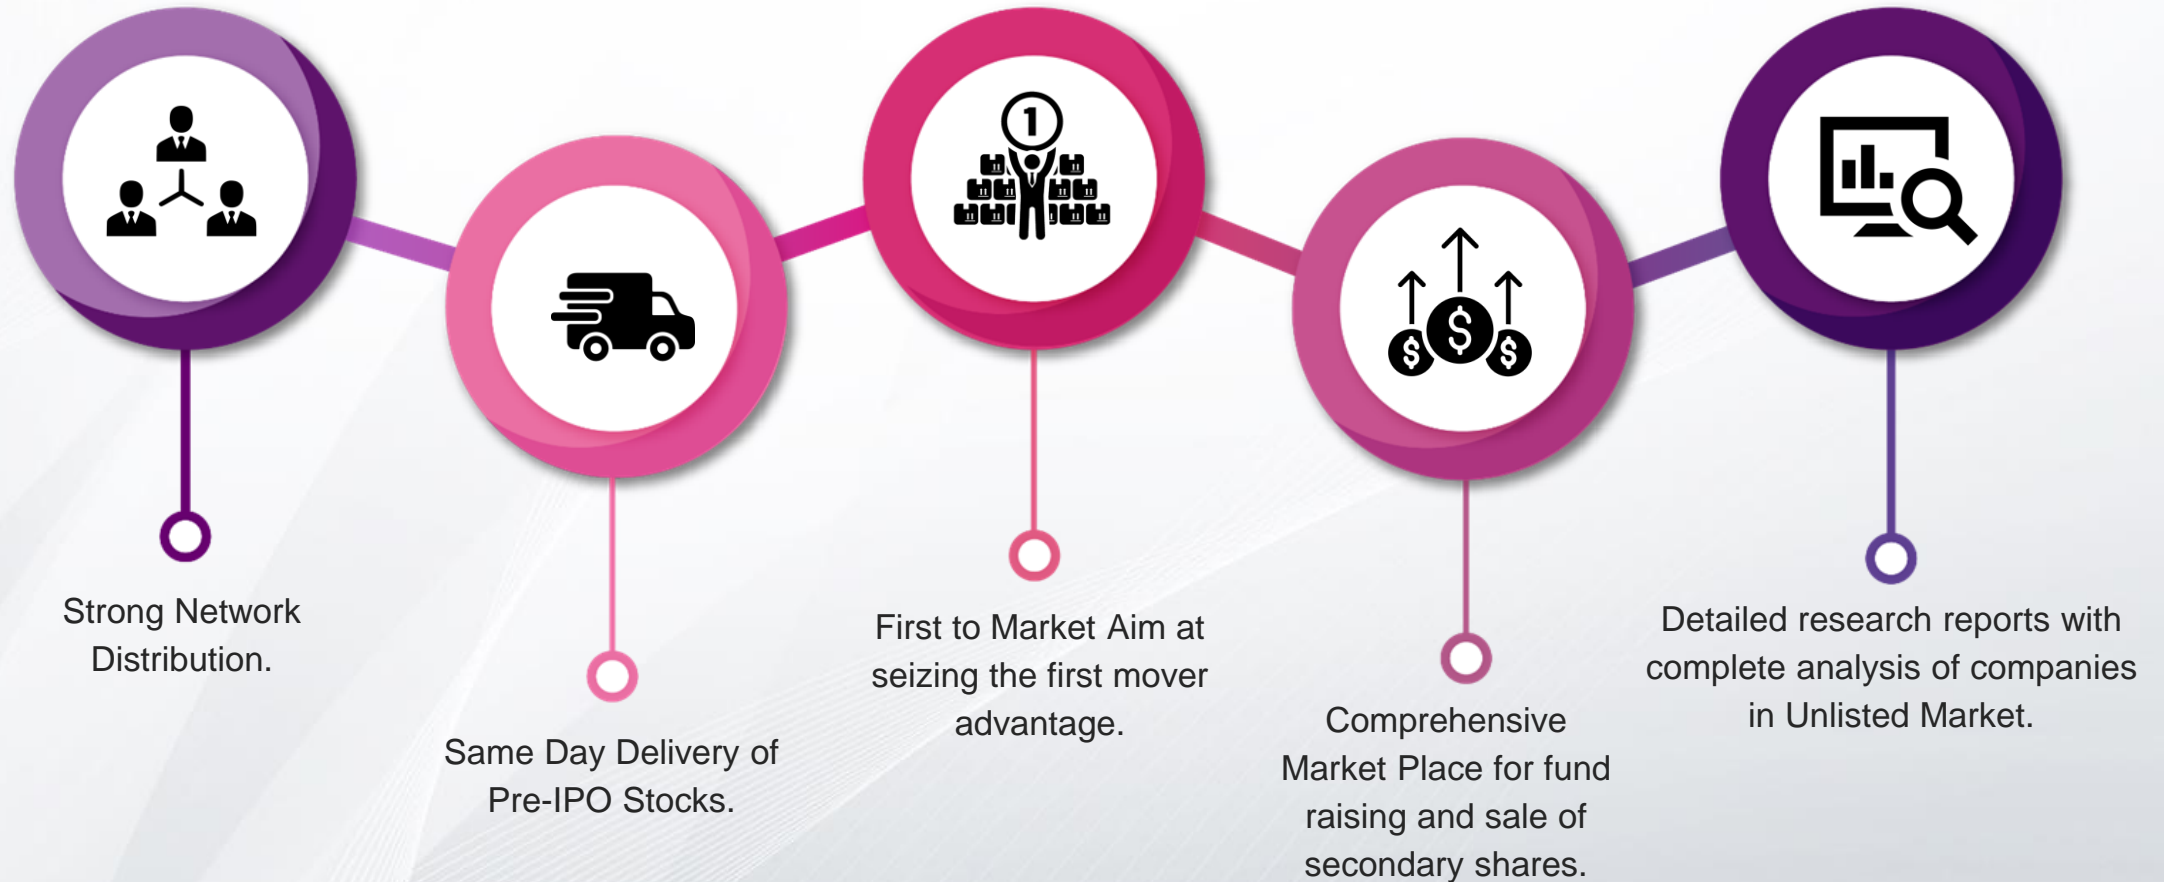 1
Strong Network
Distribution.
Same Day Delivery of
Pre-IPO Stocks.
First to Market Aim at
seizing the first mover
advantage.
$ $ $
Comprehensive
Market Place for fund
raising and sale of
secondary shares.
Detailed research reports with
complete analysis of companies
in Unlisted Market.